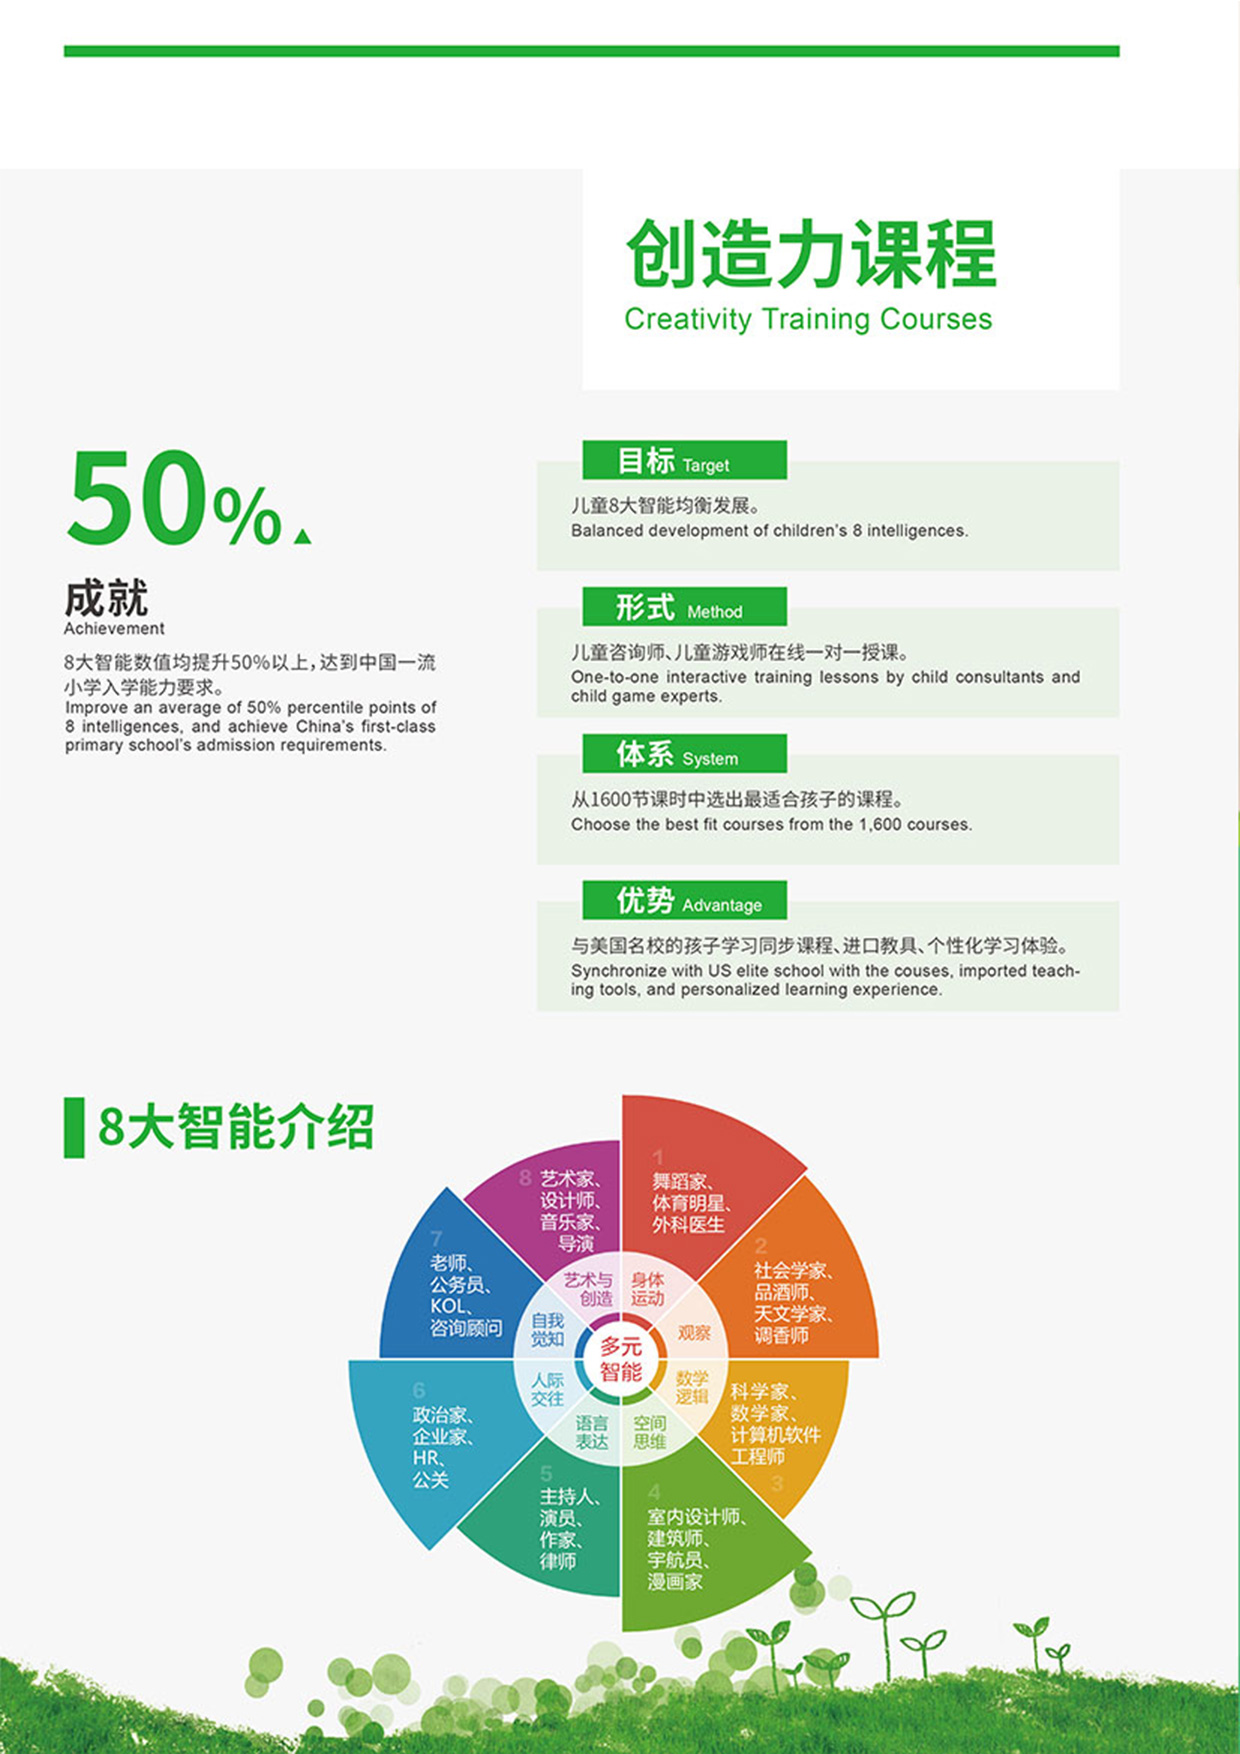 创造力课程
Creativity Training Courses
50%
成就
Achievement
8大智能数值均提升50%以上，达到中国一流
小学入学能力要求。
Improve an average of 50% percentile points of
8 intelligences, and achieve China's first-class
primary school's admission requirements.
目标 Target
儿童8大智能均衡发展。
Balanced development of children's 8 intelligences.
形式 Method
儿童咨询师、儿童游戏师在线一对一授课。
One-to-one interactive training lessons by child consultants and
child game experts.
体系 System
从1600节课时中选出最适合孩子的课程。
Choose the best fit courses from the 1,600 courses.
优势 Advantage
与美国名校的孩子学习同步课程、进口教具、个性化学习体验。
Synchronize with US elite school with the couses, imported teach-
ing tools, and personalized learning experience.
8大智能介绍
多元
智能
1
舞蹈家、
体育明星、
外科医生
身体
运动
2
社会学家、
品酒师、
天文学家、
调香师
观察
科学家、
数学家、
计算机软件
工程师
3
数学
逻辑
4
室内设计师、
建筑师、
宇航员、
漫画家
空间
思维
5
主持人、
演员、
作家、
律师
语言
表达
6
政治家、
企业家、
HR、
公关
人际
交往
7
老师、
公务员、
KOL、
咨询顾问
自我
觉知
8
艺术家、
设计师、
音乐家、
导演
艺术与
创造